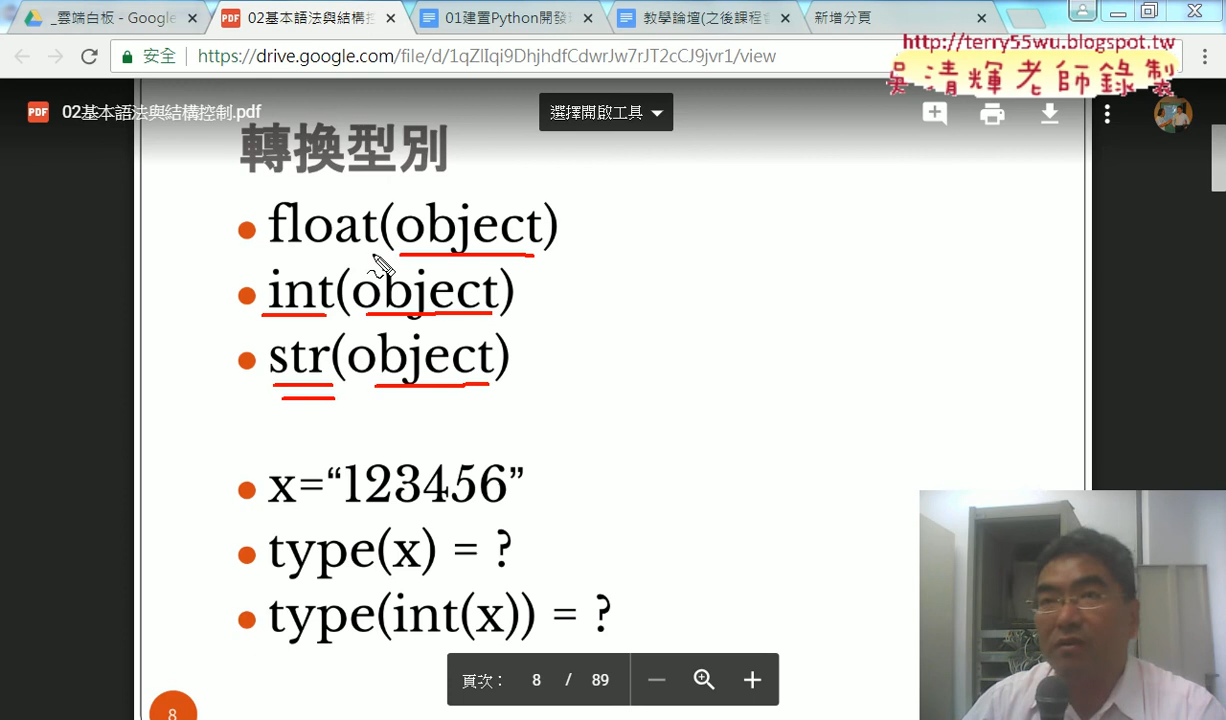 _雲端白板 - Google
02基本語法與結構控
01建置Python開發
教學論壇(之後課程
新增分頁
安全
https://drive.google.com/file/d/1qZlIqi9DhjhdfCdwrJw7rJT2cCJ9jvr1/view
http://terry55wu.blogspot.tw
吳清輝老師錄製
PDF
02基本語法與結構控制.pdf
選擇開啟工具
轉換型別
float(object)
int(object)
str(object)
x=“123456”
type(x) = ?
type(int(x)) = ?
頁次： 8 / 89
8